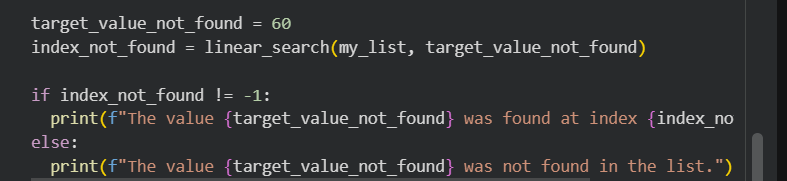 target_value_not_found = 60
index_not_found = linear_search(my_list, target_value_not_found)

if index_not_found != -1:
  print(f"The value {target_value_not_found} was found at index {index_no
else:
  print(f"The value {target_value_not_found} was not found in the list.")